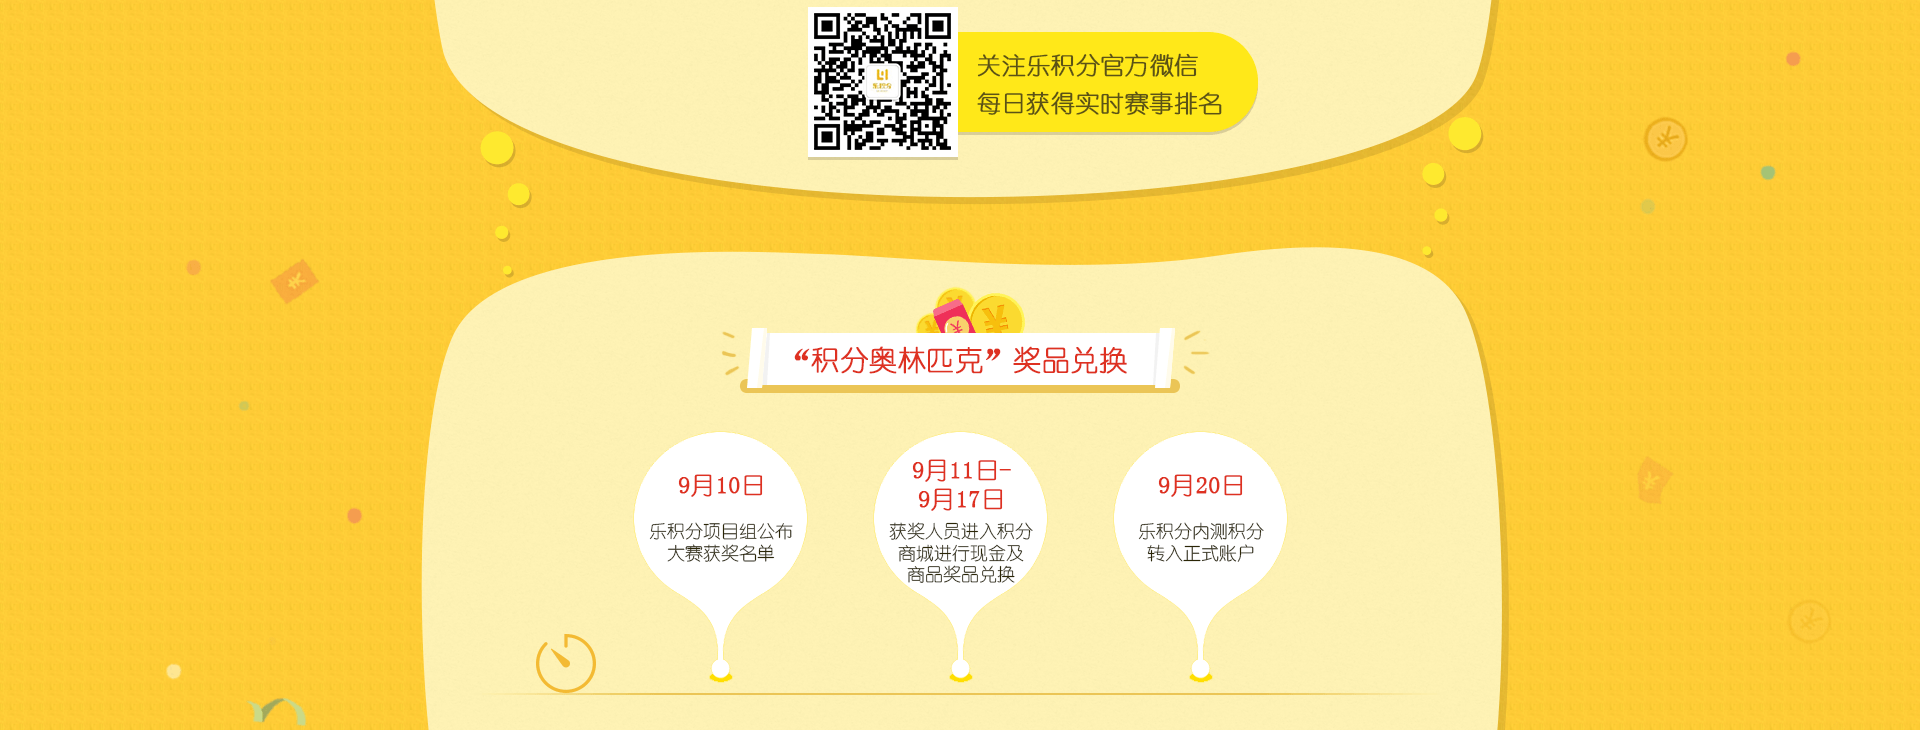 关注乐积分官方微信
每日获得实时赛事排名
“积分奥林匹克”奖品兑换
9月10日
乐积分项目组公布
大赛获奖名单
9月11日-
9月17日
获奖人员进入积分
商城进行现金及
商品奖品兑换
9月20日
乐积分内测积分
转入正式账户